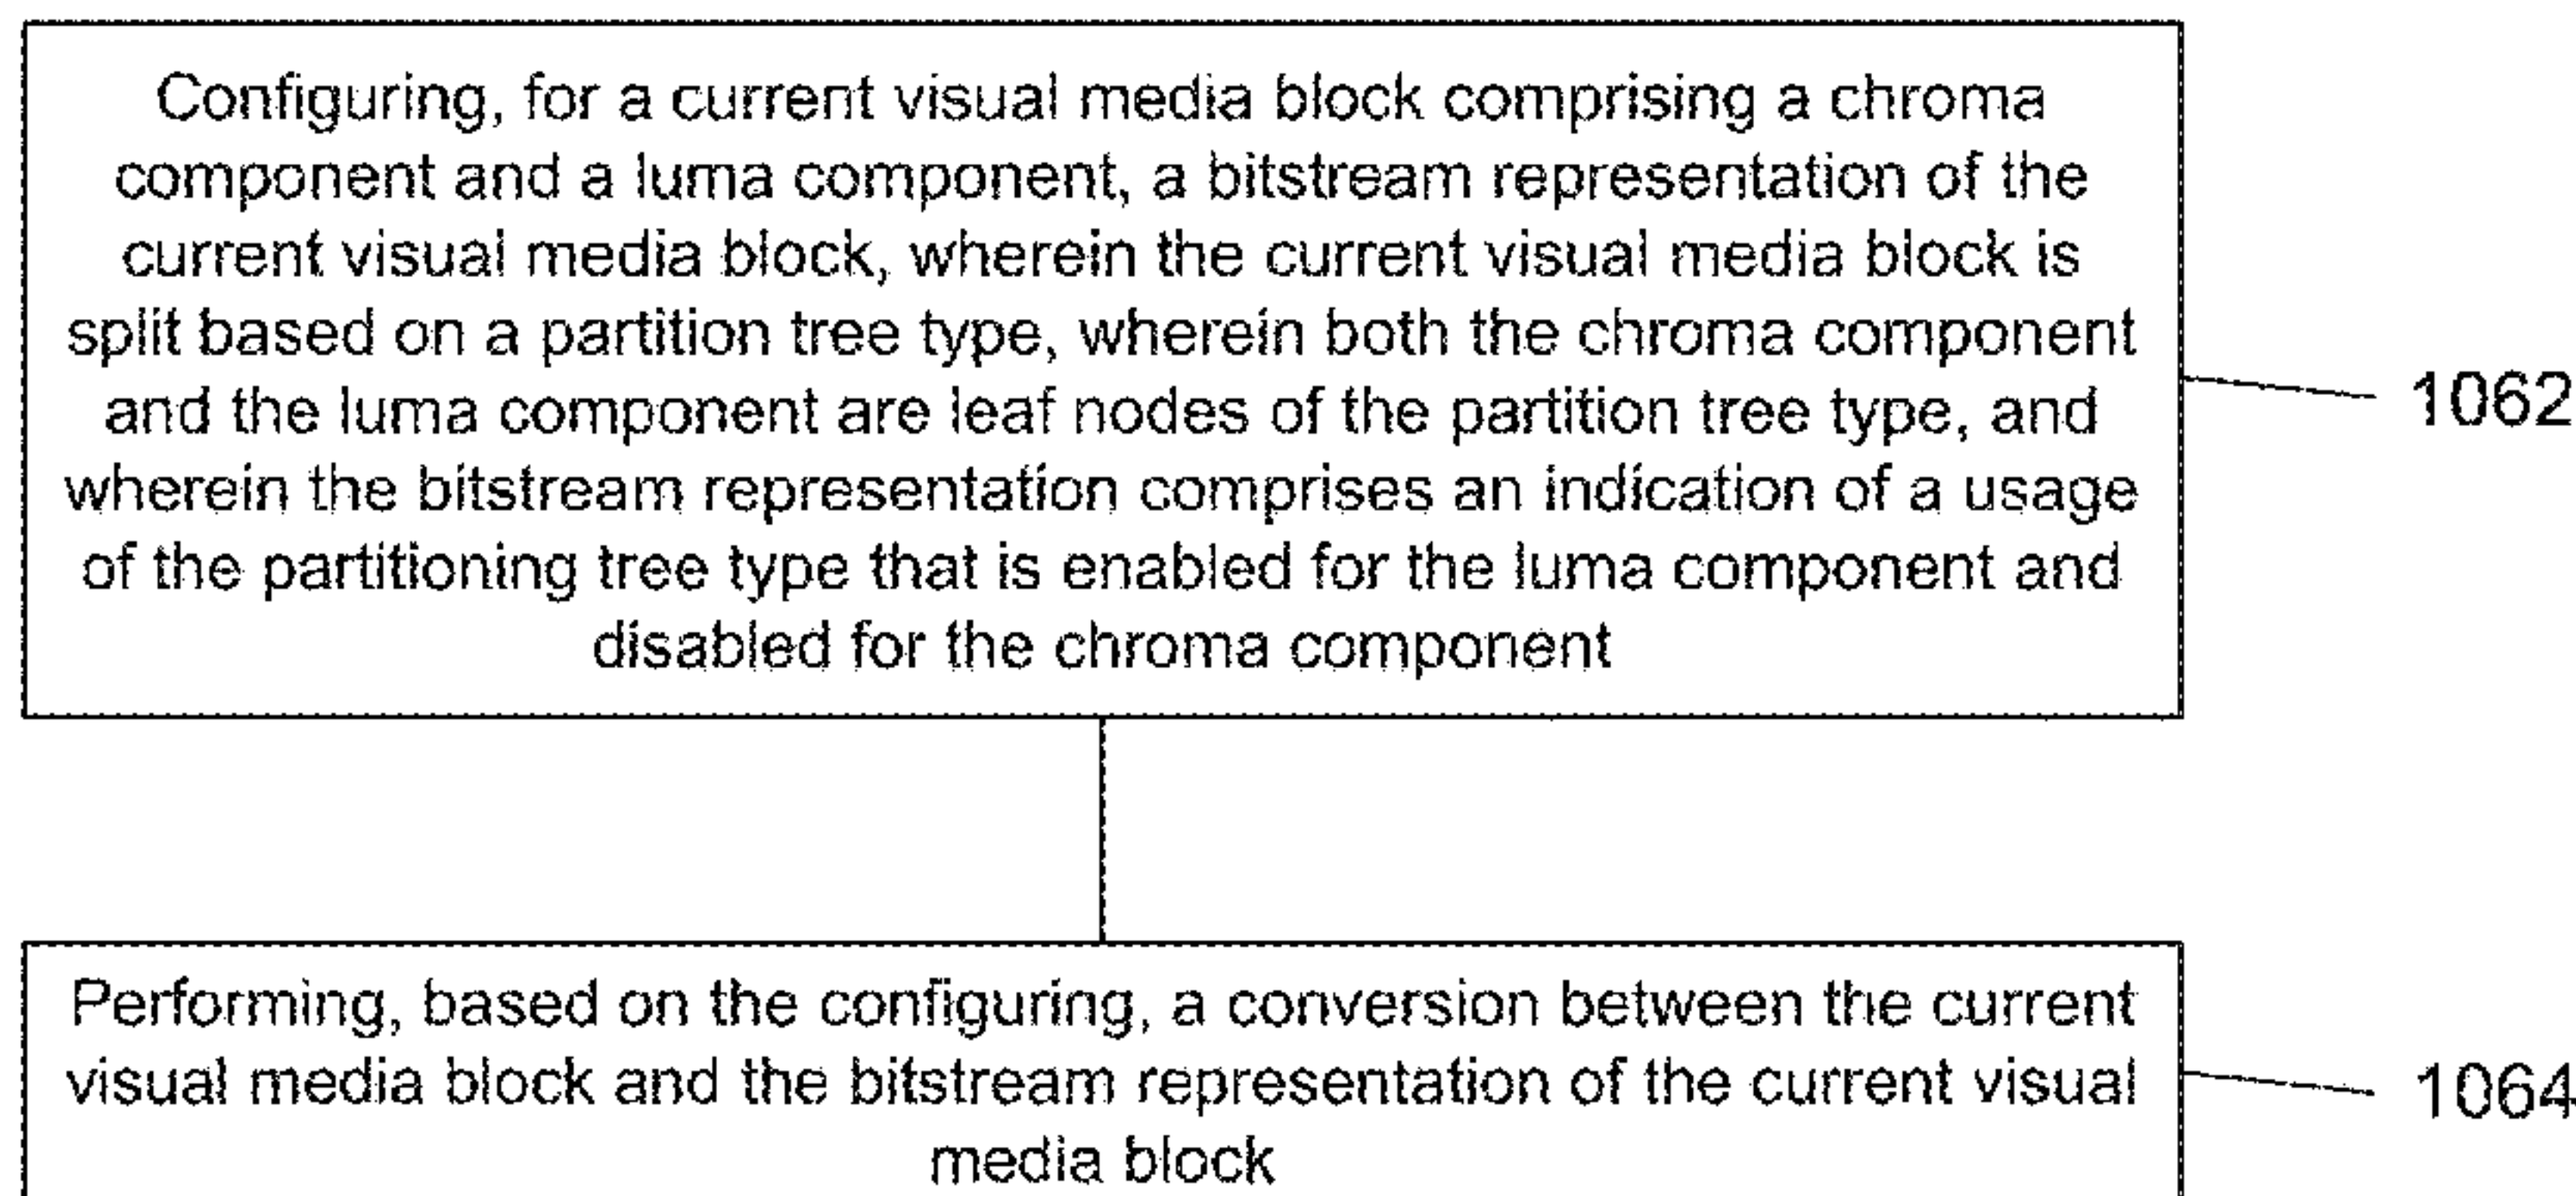 Configuring, for a current visual media block comprising a chroma
component and a luma component, a bitstream representation of the
current visual media block, wherein the current visual media block is
split based on a partition tree type, wherein both the chroma component
and the luma component are leaf nodes of the partition tree type, and
wherein the bitstream representation comprises an indication of a usage
of the partitioning tree type that is enabled for the luma component and
disabled for the chroma component
1062
Performing, based on the configuring, a conversion between the current
visual media block and the bitstream representation of the current visual
media block
1064